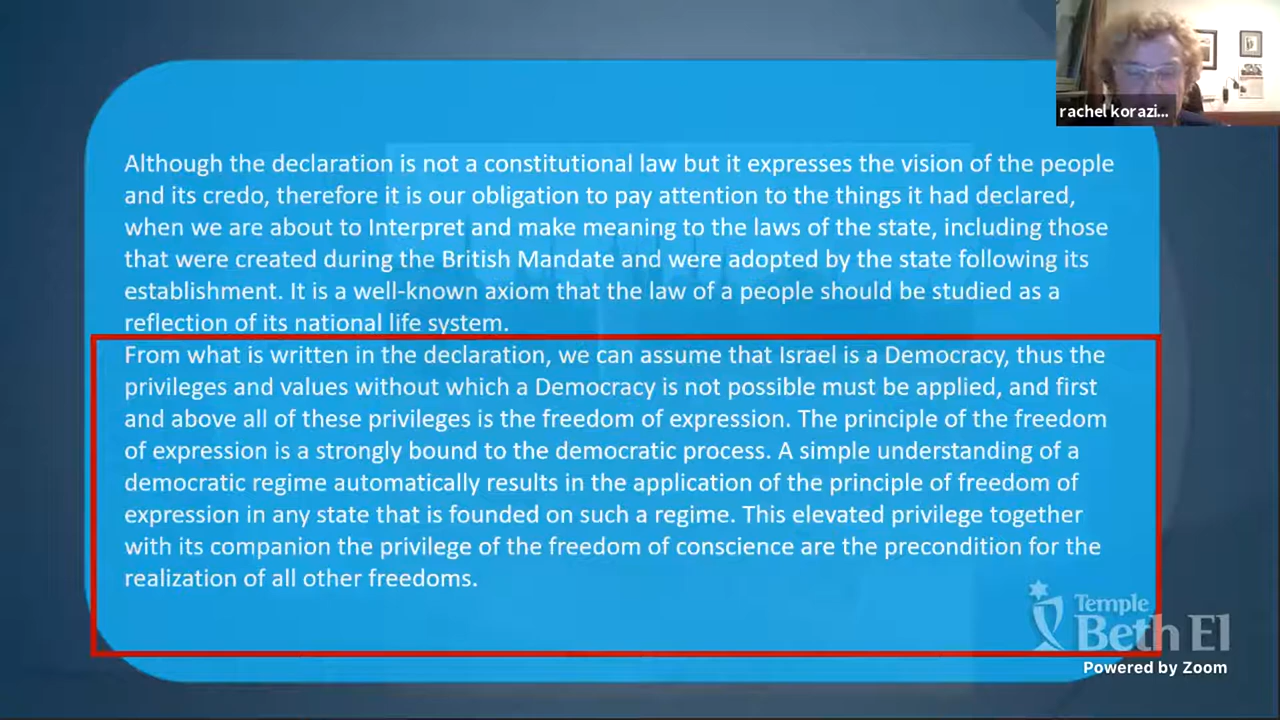 rachel korazi...
Although the declaration is not a constitutional law but it expresses the vision of the people
and its credo, therefore it is our obligation to pay attention to the things it had declared,
when we are about to Interpret and make meaning to the laws of the state, including those
that were created during the British Mandate and were adopted by the state following its
establishment. It is a well-known axiom that the law of a people should be studied as a
reflection of its national life system.
From what is written in the declaration, we can assume that Israel is a Democracy, thus the
privileges and values without which a Democracy is not possible must be applied, and first
and above all of these privileges is the freedom of expression. The principle of the freedom
of expression is a strongly bound to the democratic process. A simple understanding of a
democratic regime automatically results in the application of the principle of freedom of
expression in any state that is founded on such a regime. This elevated privilege together
with its companion the privilege of the freedom of conscience are the precondition for the
realization of all other freedoms.
Temple
Beth El
Powered by Zoom